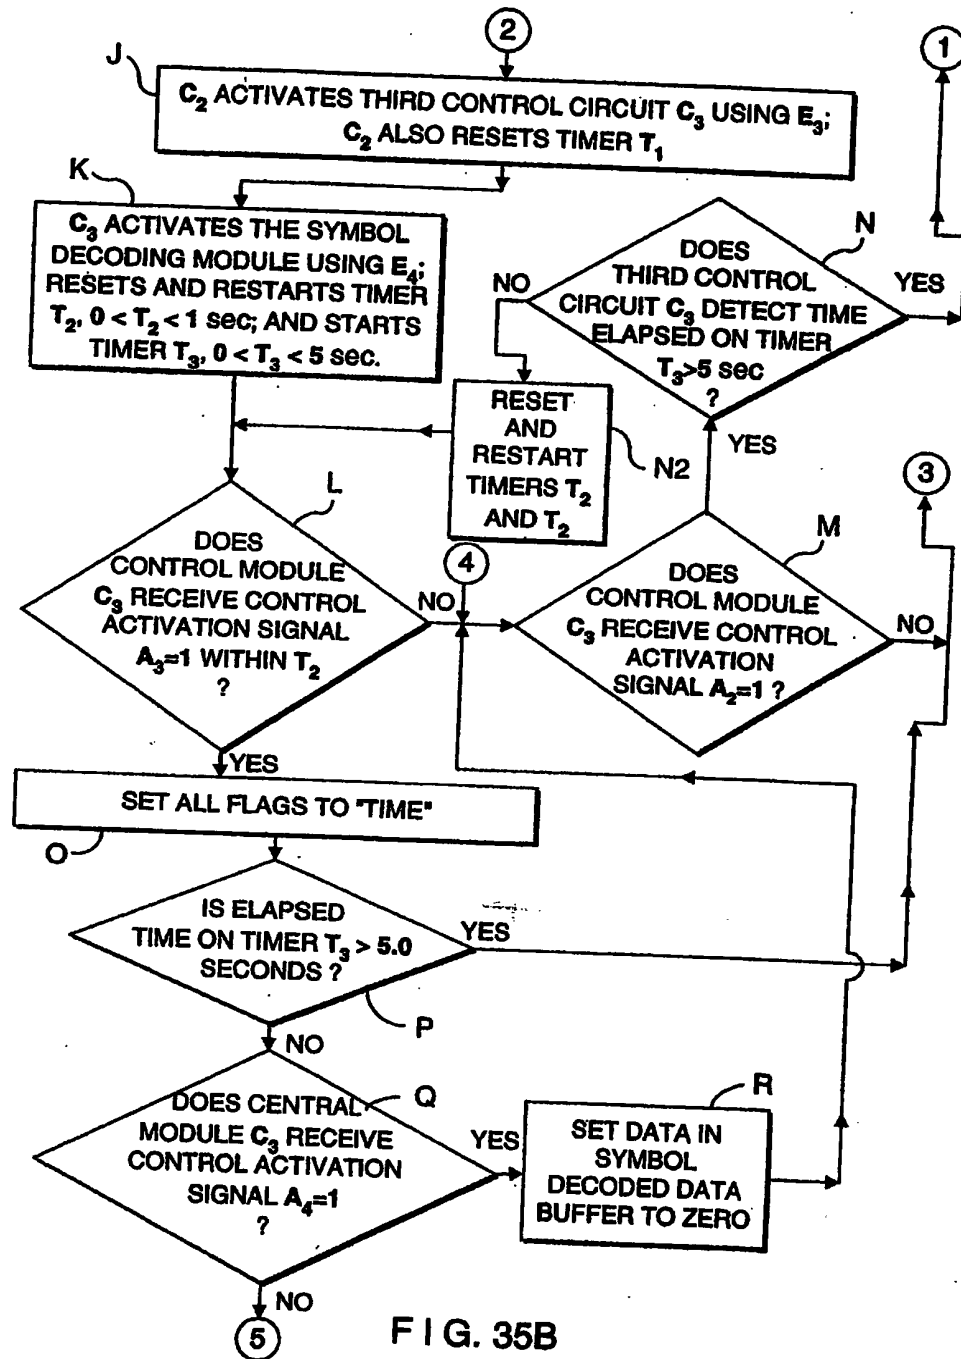 2
1
J
C₂ ACTIVATES THIRD CONTROL CIRCUIT C₃ USING E₃;
C₂ ALSO RESETS TIMER T₁
K
C₃ ACTIVATES THE SYMBOL
DECODING MODULE USING E₄;
RESETS AND RESTARTS TIMER
T₂, 0 < T₂ < 1 sec; AND STARTS
TIMER T₃, 0 < T₃ < 5 sec.
N
DOES
THIRD CONTROL
CIRCUIT C₃ DETECT TIME
ELAPSED ON TIMER
T₃>5 sec
?
NO
YES
RESET
AND
RESTART
TIMERS T₂
AND T₂
N2
YES
3
L
DOES
CONTROL MODULE
C₃ RECEIVE CONTROL
ACTIVATION SIGNAL
A₃=1 WITHIN T₂
?
NO
4
M
DOES
CONTROL MODULE
C₃ RECEIVE CONTROL
ACTIVATION
SIGNAL A₂=1 ?
NO
YES
SET ALL FLAGS TO "TIME"
O
IS ELAPSED
TIME ON TIMER T₃ > 5.0
SECONDS ?
YES
P
NO
Q
DOES CENTRAL
MODULE C₃ RECEIVE
CONTROL ACTIVATION
SIGNAL A₄=1
?
YES
R
SET DATA IN
SYMBOL
DECODED DATA
BUFFER TO ZERO
NO
5
FIG. 35B